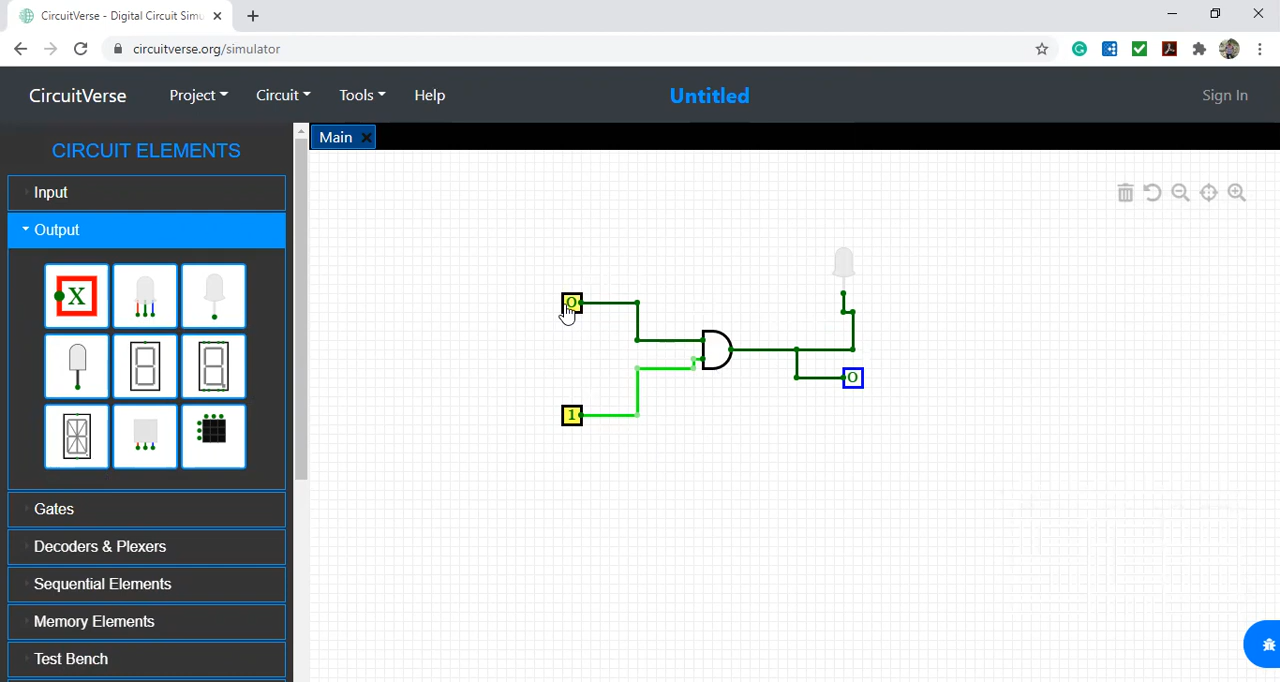 CircuitVerse - Digital Circuit Simu
circuitverse.org/simulator
CircuitVerse Project Circuit Tools Help Untitled Sign In
CIRCUIT ELEMENTS
Main
Input
Output
X
Gates
Decoders & Plexers
Sequential Elements
Memory Elements
Test Bench
0
1
0